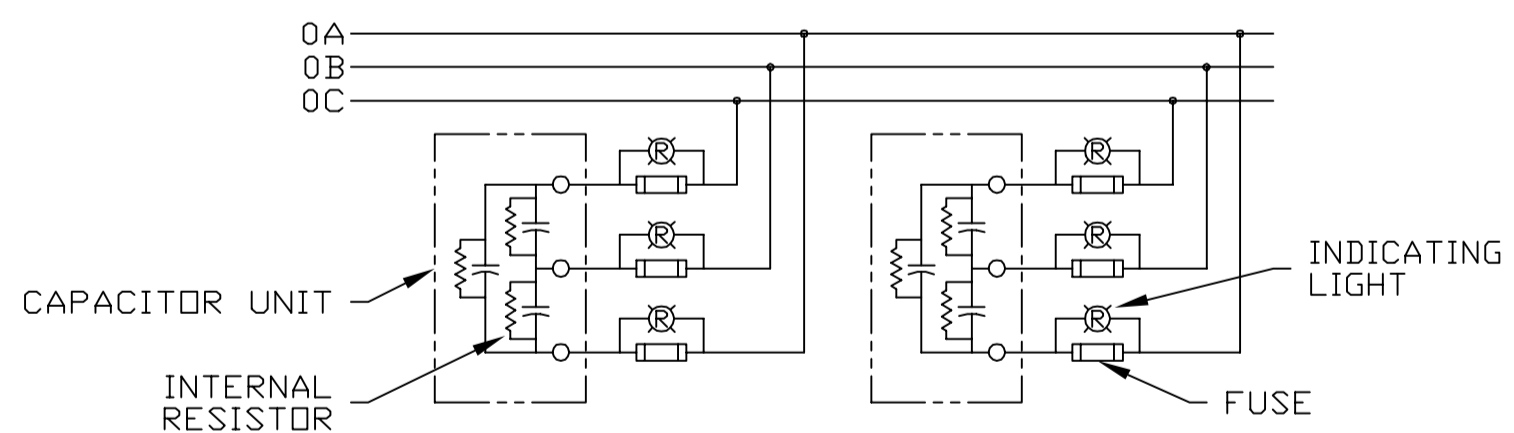 0A
0B
0C
R
R
R
R
R
R
CAPACITOR UNIT
INTERNAL
RESISTOR
INDICATING
LIGHT
FUSE